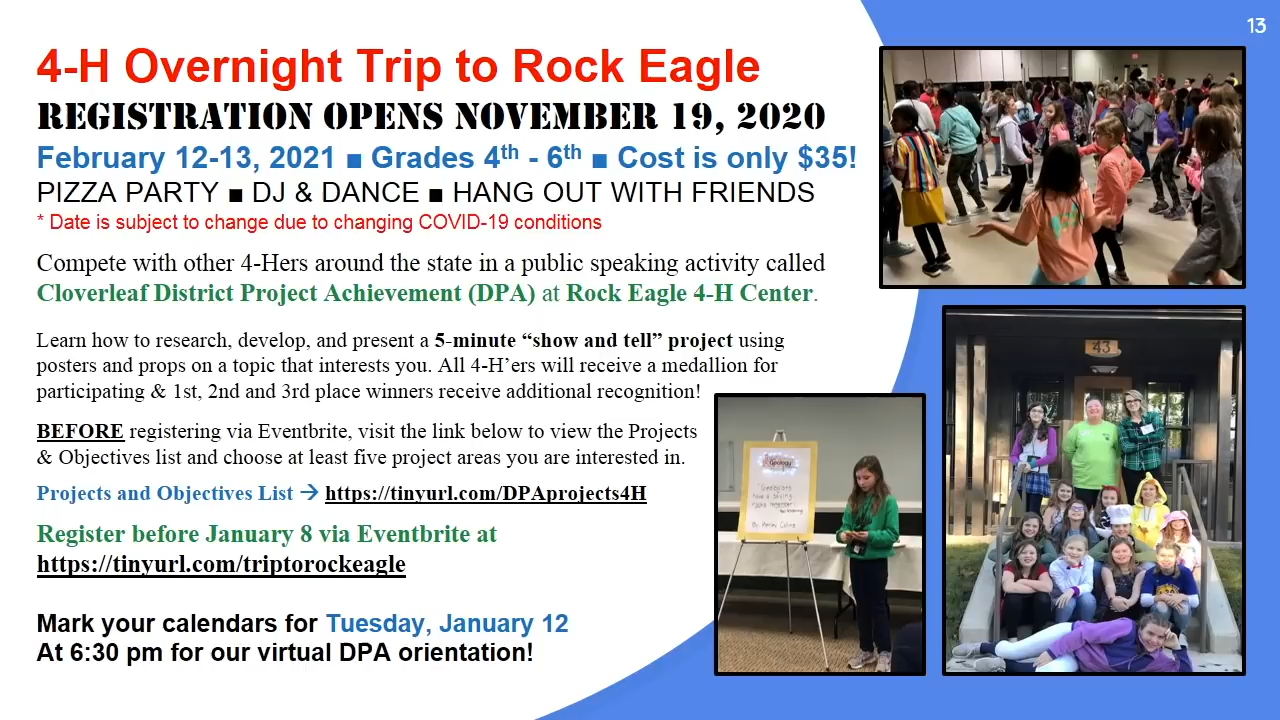 13
4-H Overnight Trip to Rock Eagle
REGISTRATION OPENS NOVEMBER 19, 2020
February 12-13, 2021 ■ Grades 4th - 6th ■ Cost is only $35!
PIZZA PARTY ■ DJ & DANCE ■ HANG OUT WITH FRIENDS
* Date is subject to change due to changing COVID-19 conditions
Compete with other 4-Hers around the state in a public speaking activity called
Cloverleaf District Project Achievement (DPA) at Rock Eagle 4-H Center.
Learn how to research, develop, and present a 5-minute “show and tell” project using
posters and props on a topic that interests you. All 4-H’ers will receive a medallion for
participating & 1st, 2nd and 3rd place winners receive additional recognition!
BEFORE registering via Eventbrite, visit the link below to view the Projects
& Objectives list and choose at least five project areas you are interested in.
Projects and Objectives List → https://tinyurl.com/DPAprojects4H
Register before January 8 via Eventbrite at
https://tinyurl.com/triptorockeagle
Mark your calendars for Tuesday, January 12
At 6:30 pm for our virtual DPA orientation!
43
Geology